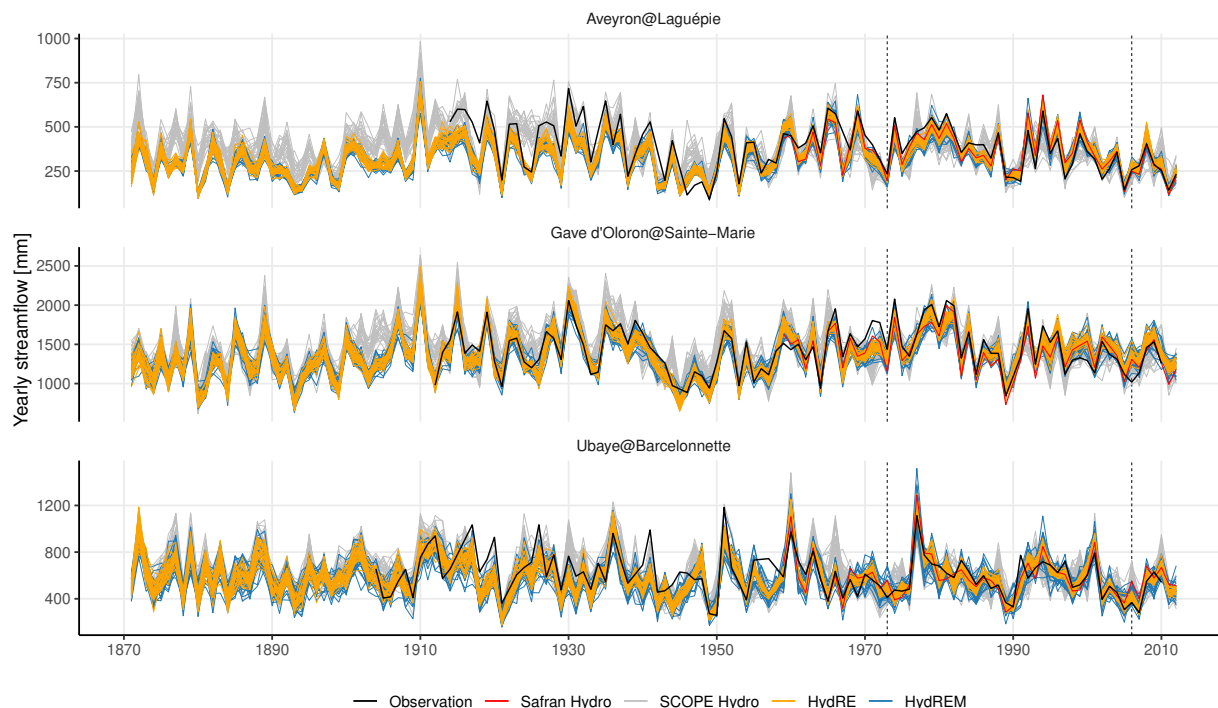 Aveyron@Laguépie
1000
750
500
250
Gave d'Oloron@Sainte−Marie
2500
2000
1500
1000
Yearly streamflow [mm]
Ubaye@Barcelonnette
1200
800
400
1870 1890 1910 1930 1950 1970 1990 2010
Observation Safran Hydro SCOPE Hydro HydRE HydREM